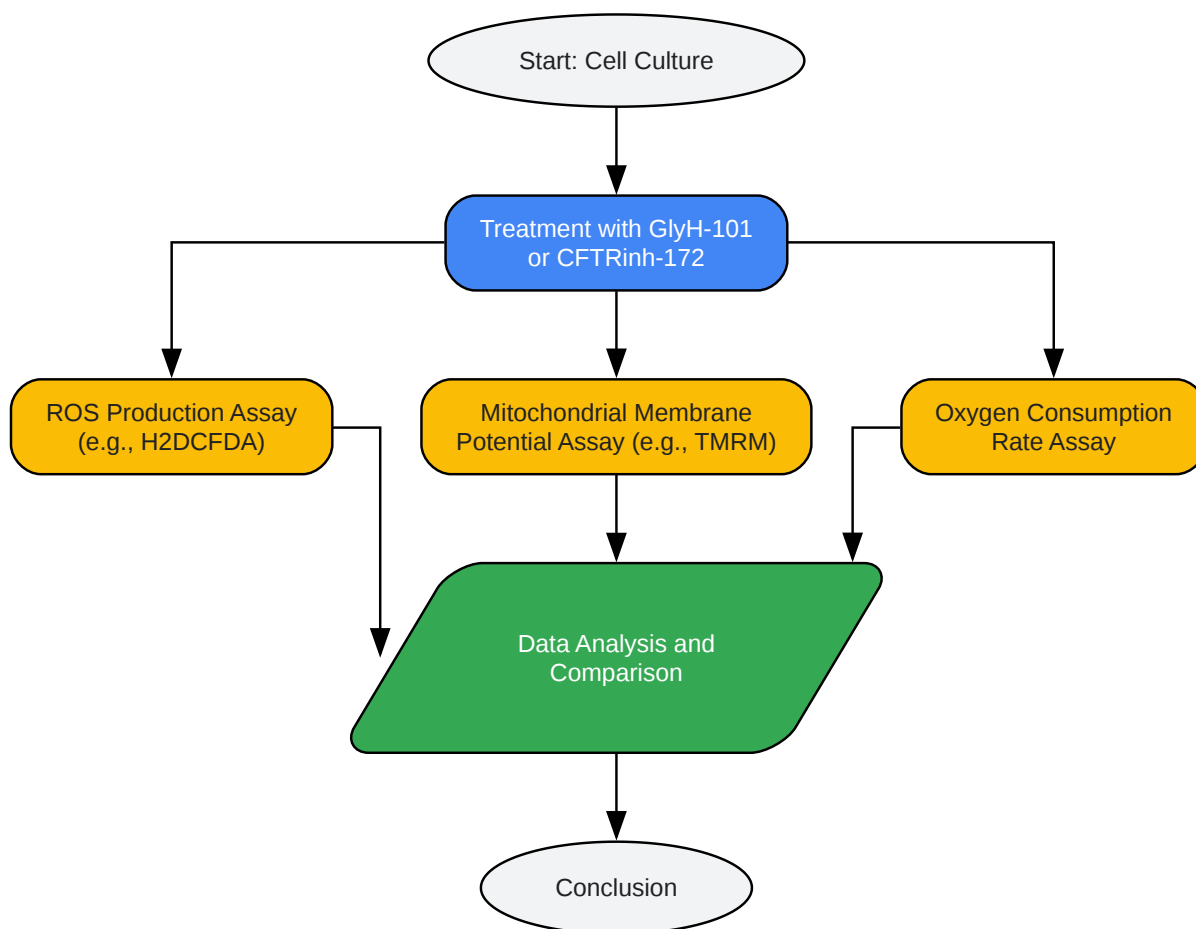 Start: Cell Culture
Treatment with GlyH-101
or CFTRinh-172
ROS Production Assay
(e.g., H2DCFDA)
Mitochondrial Membrane
Potential Assay (e.g., TMRM)
Oxygen Consumption
Rate Assay
Data Analysis and
Comparison
Conclusion